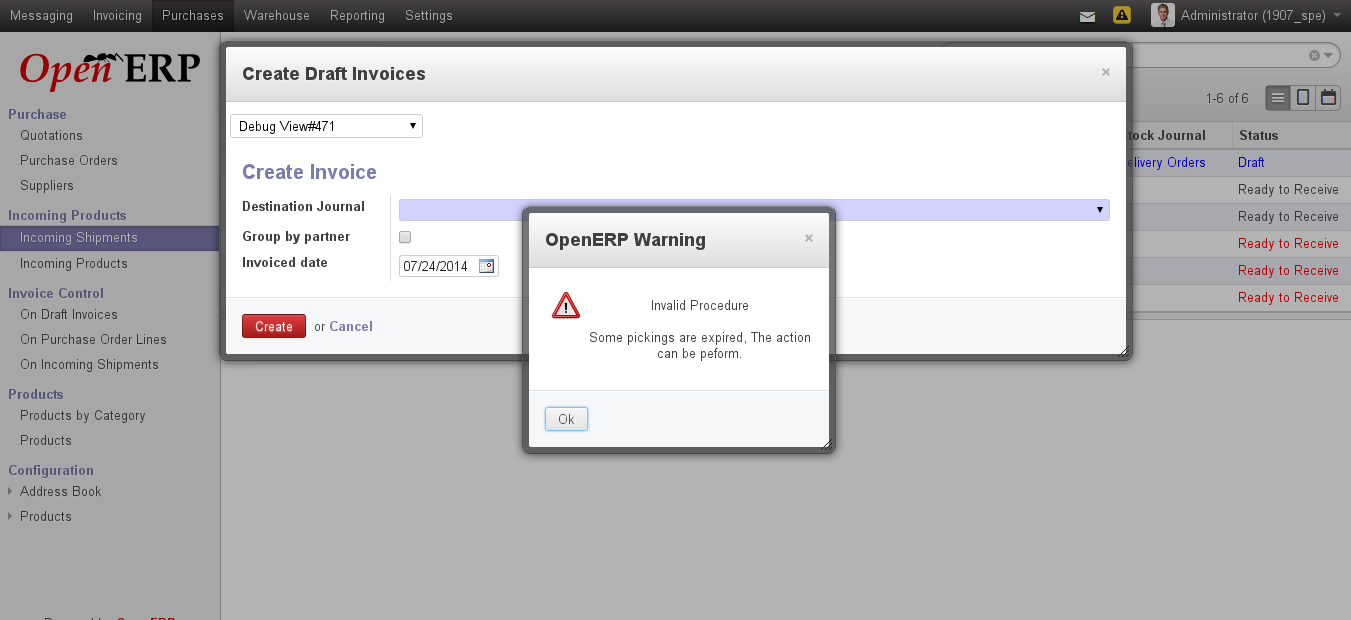 Messaging Invoicing Purchases Warehouse Reporting Settings Administrator (1907_spe)
Open ERP
Purchase
Quotations
Purchase Orders
Suppliers
Incoming Products
Incoming Shipments
Incoming Products
Invoice Control
On Draft Invoices
On Purchase Order Lines
On Incoming Shipments
Products
Products by Category
Products
Configuration
Address Book
Products
Create Draft Invoices ×
Debug View#471
Create Invoice
Destination Journal
Group by partner
Invoiced date 07/24/2014
Create or Cancel
OpenERP Warning ×
Invalid Procedure
Some pickings are expired, The action
can be peform.
Ok
1-6 of 6
tock Journal Status
elivery Orders Draft
Ready to Receive
Ready to Receive
Ready to Receive
Ready to Receive
Ready to Receive